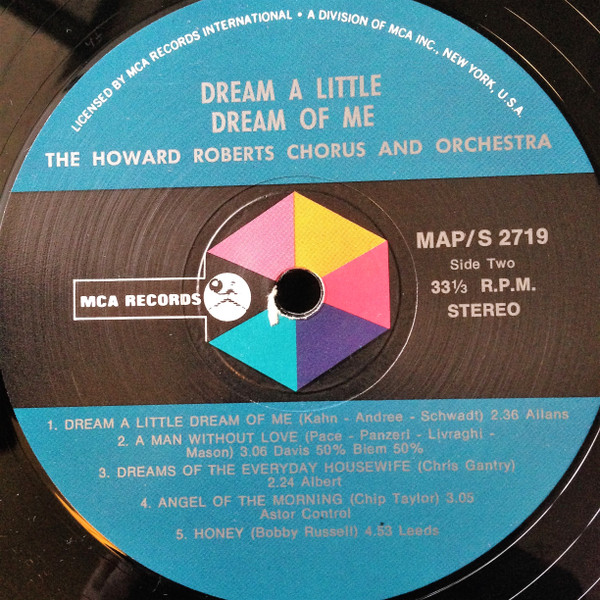 LICENSED BY MCA RECORDS INTERNATIONAL • A DIVISION OF MCA INC., NEW YORK, U.S.A.
DREAM A LITTLE
DREAM OF ME
THE HOWARD ROBERTS CHORUS AND ORCHESTRA
MAP/S 2719
Side Two
33⅓ R.P.M.
STEREO
MCA RECORDS
1. DREAM A LITTLE DREAM OF ME (Kahn - Andree - Schwadt) 2.36 Allans
2. A MAN WITHOUT LOVE (Pace - Panzeri - Livraghi -
Mason) 3.06 Davis 50% Biem 50%
3. DREAMS OF THE EVERYDAY HOUSEWIFE (Chris Gantry)
2.24 Albert
4. ANGEL OF THE MORNING (Chip Taylor) 3.05
Astor Control
5. HONEY (Bobby Russell) 4.53 Leeds